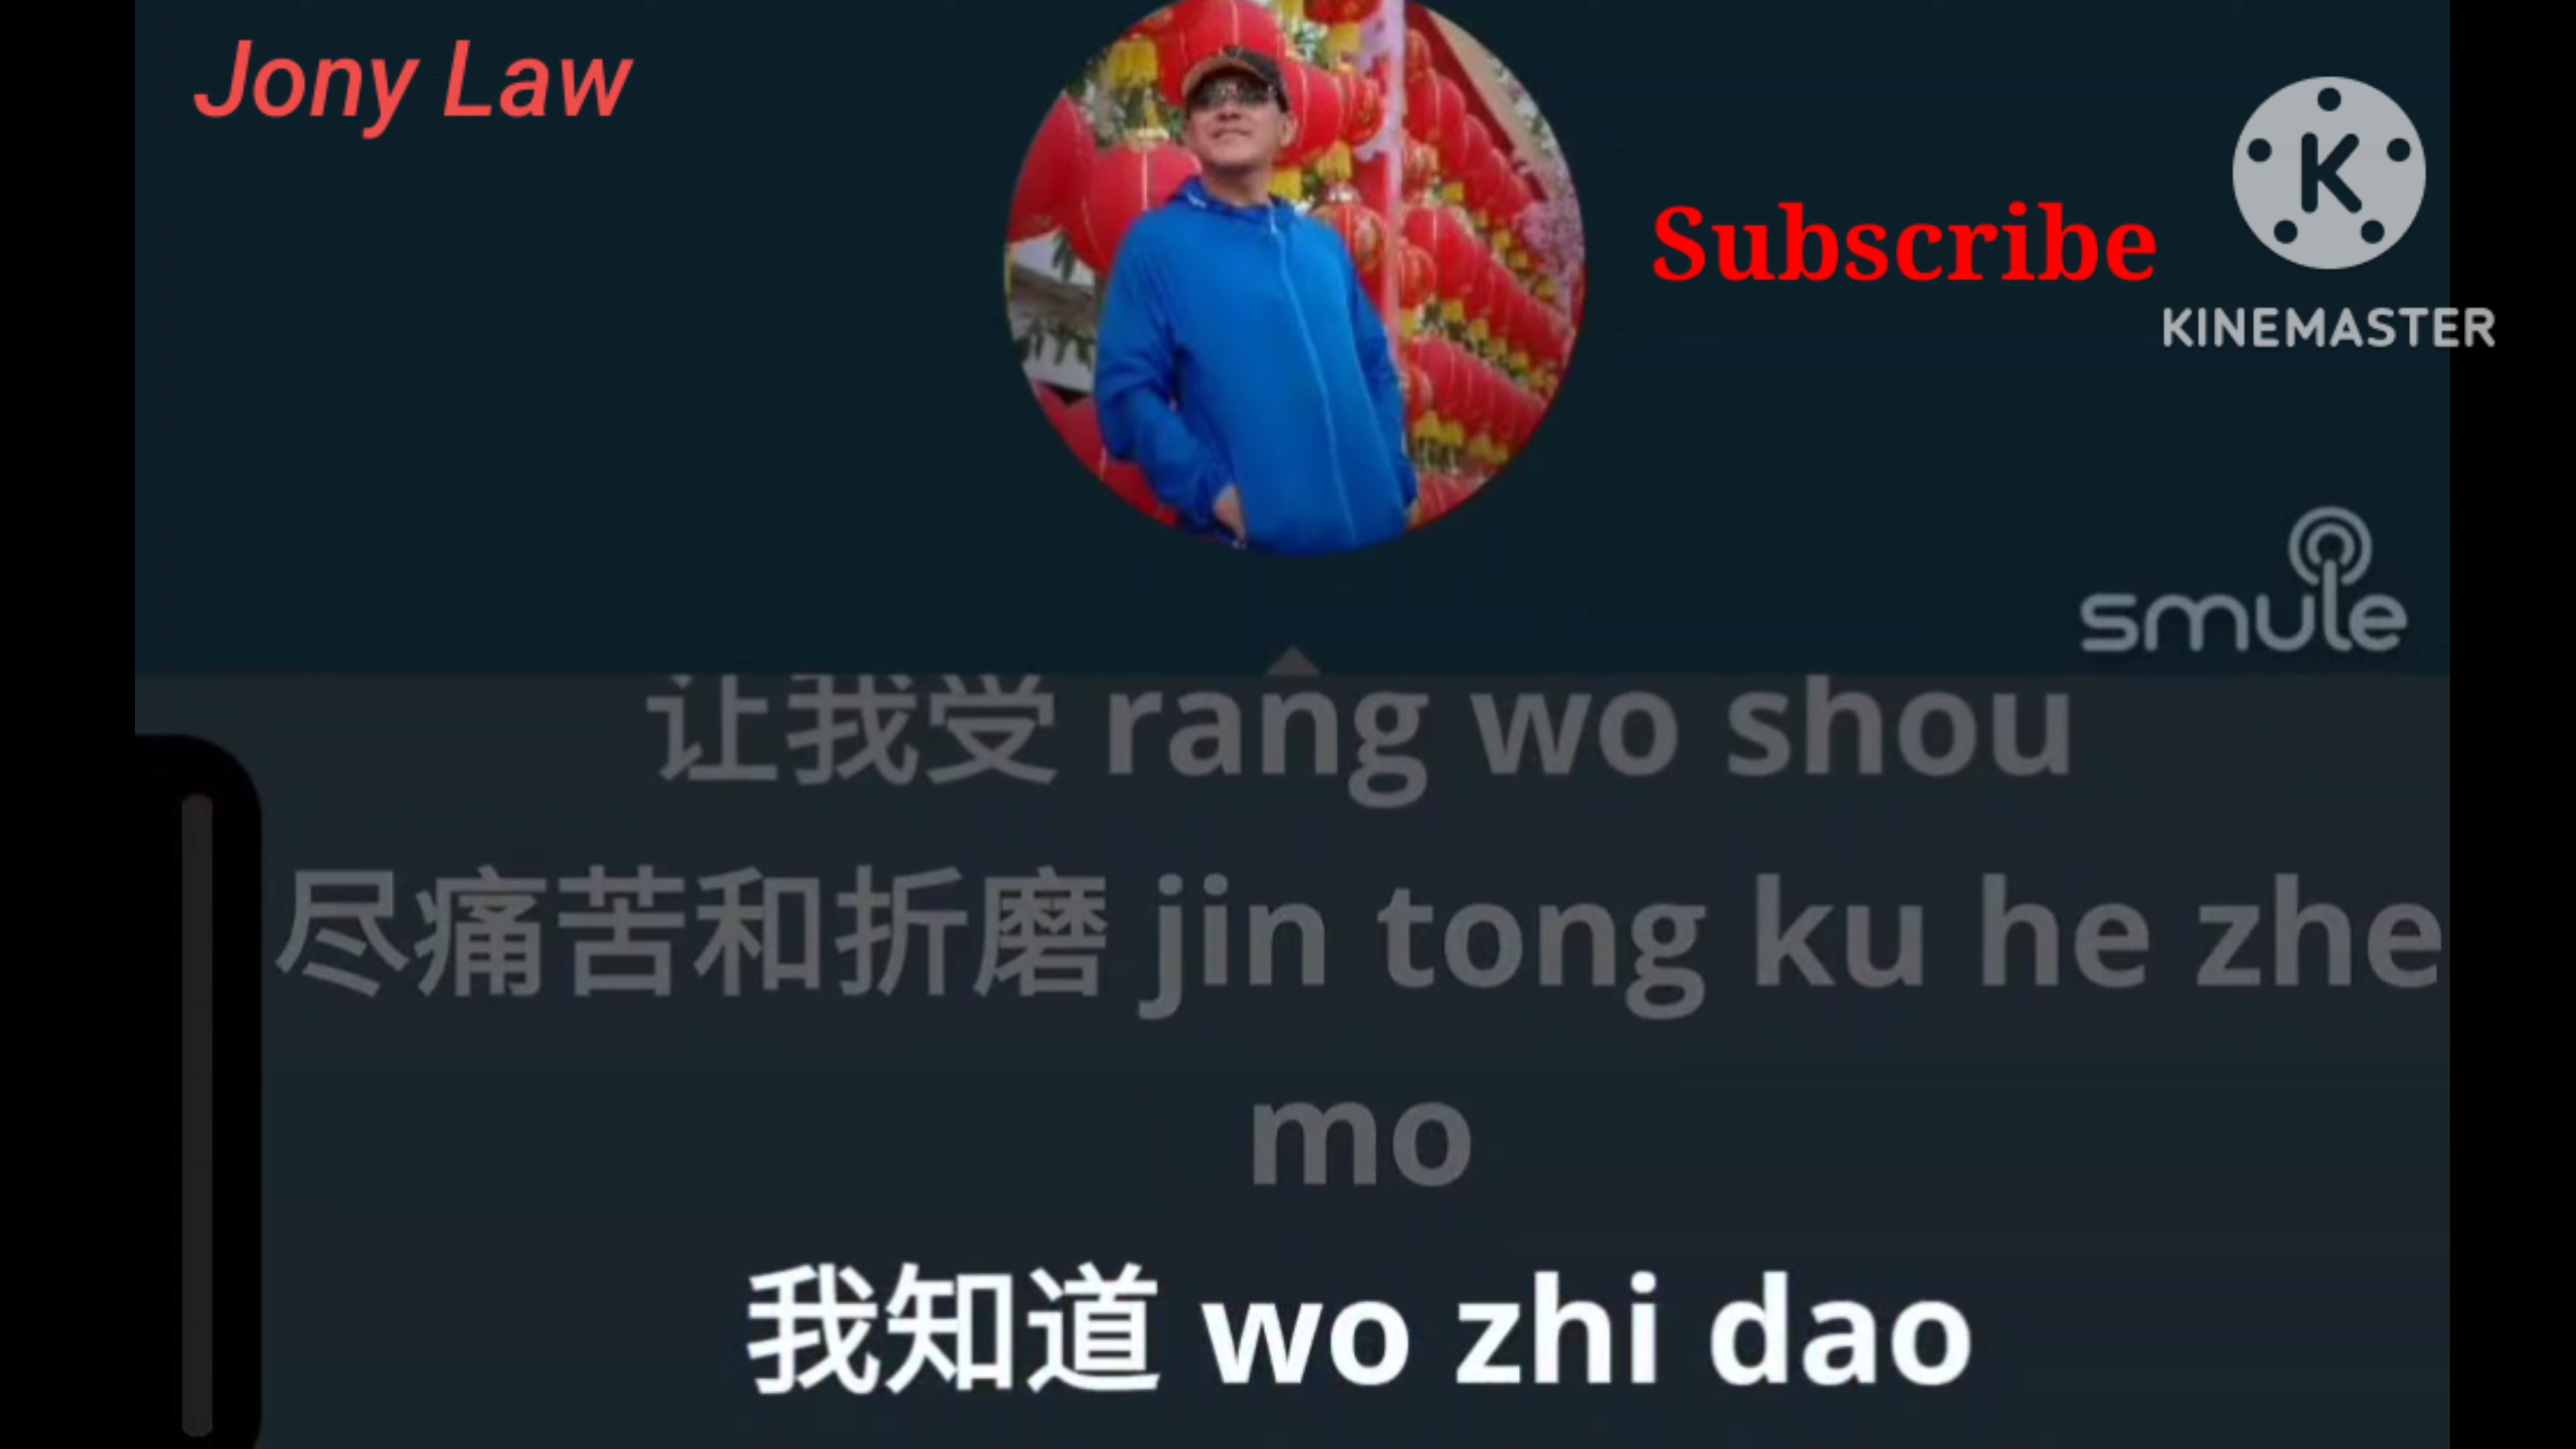 Jony Law
Subscribe
K
KINEMASTER
smule
让我受 rang wo shou
尽痛苦和折磨 jin tong ku he zhe
mo
我知道 wo zhi dao